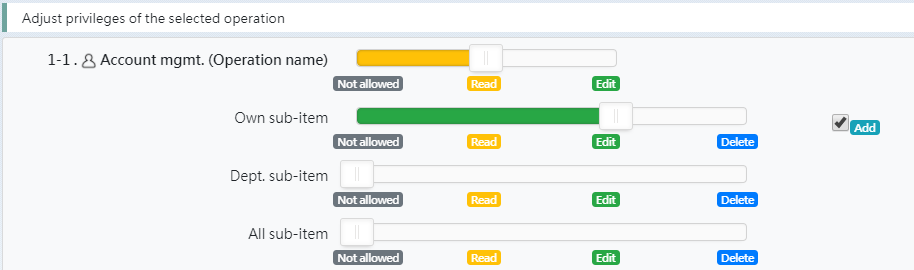 Adjust privileges of the selected operation
1-1. Account mgmt. (Operation name)
Not allowed Read Edit
Own sub-item
Add
Not allowed Read Edit Delete
Dept. sub-item
Not allowed Read Edit Delete
All sub-item
Not allowed Read Edit Delete